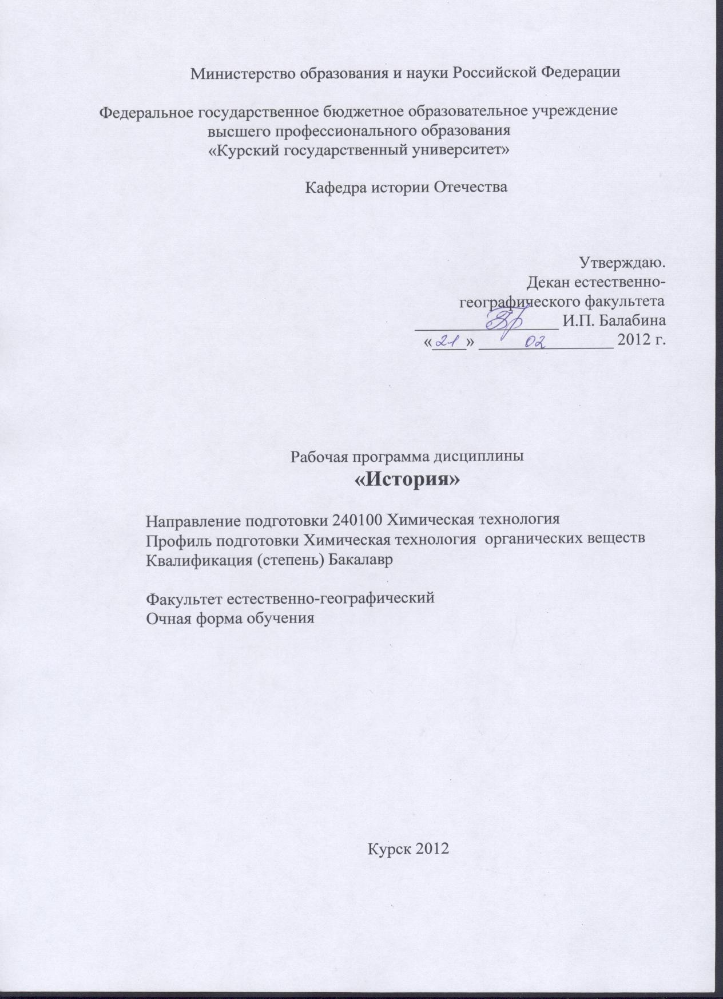 Министерство образования и науки Российской Федерации
Федеральное государственное бюджетное образовательное учреждение
высшего профессионального образования
«Курский государственный университет»
Кафедра истории Отечества
Утверждаю.
Декан естественно-
географического факультета
И.П. Балабина
«21» 02 2012 г.
Рабочая программа дисциплины
«История»
Направление подготовки 240100 Химическая технология
Профиль подготовки Химическая технология органических веществ
Квалификация (степень) Бакалавр
Факультет естественно-географический
Очная форма обучения
Курск 2012